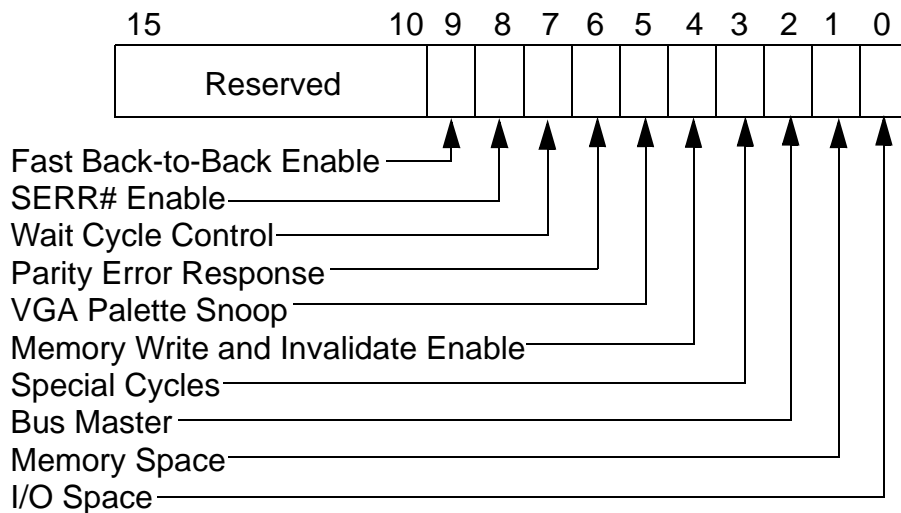 15 10 9 8 7 6 5 4 3 2 1 0
Reserved
Fast Back-to-Back Enable
SERR# Enable
Wait Cycle Control
Parity Error Response
VGA Palette Snoop
Memory Write and Invalidate Enable
Special Cycles
Bus Master
Memory Space
I/O Space